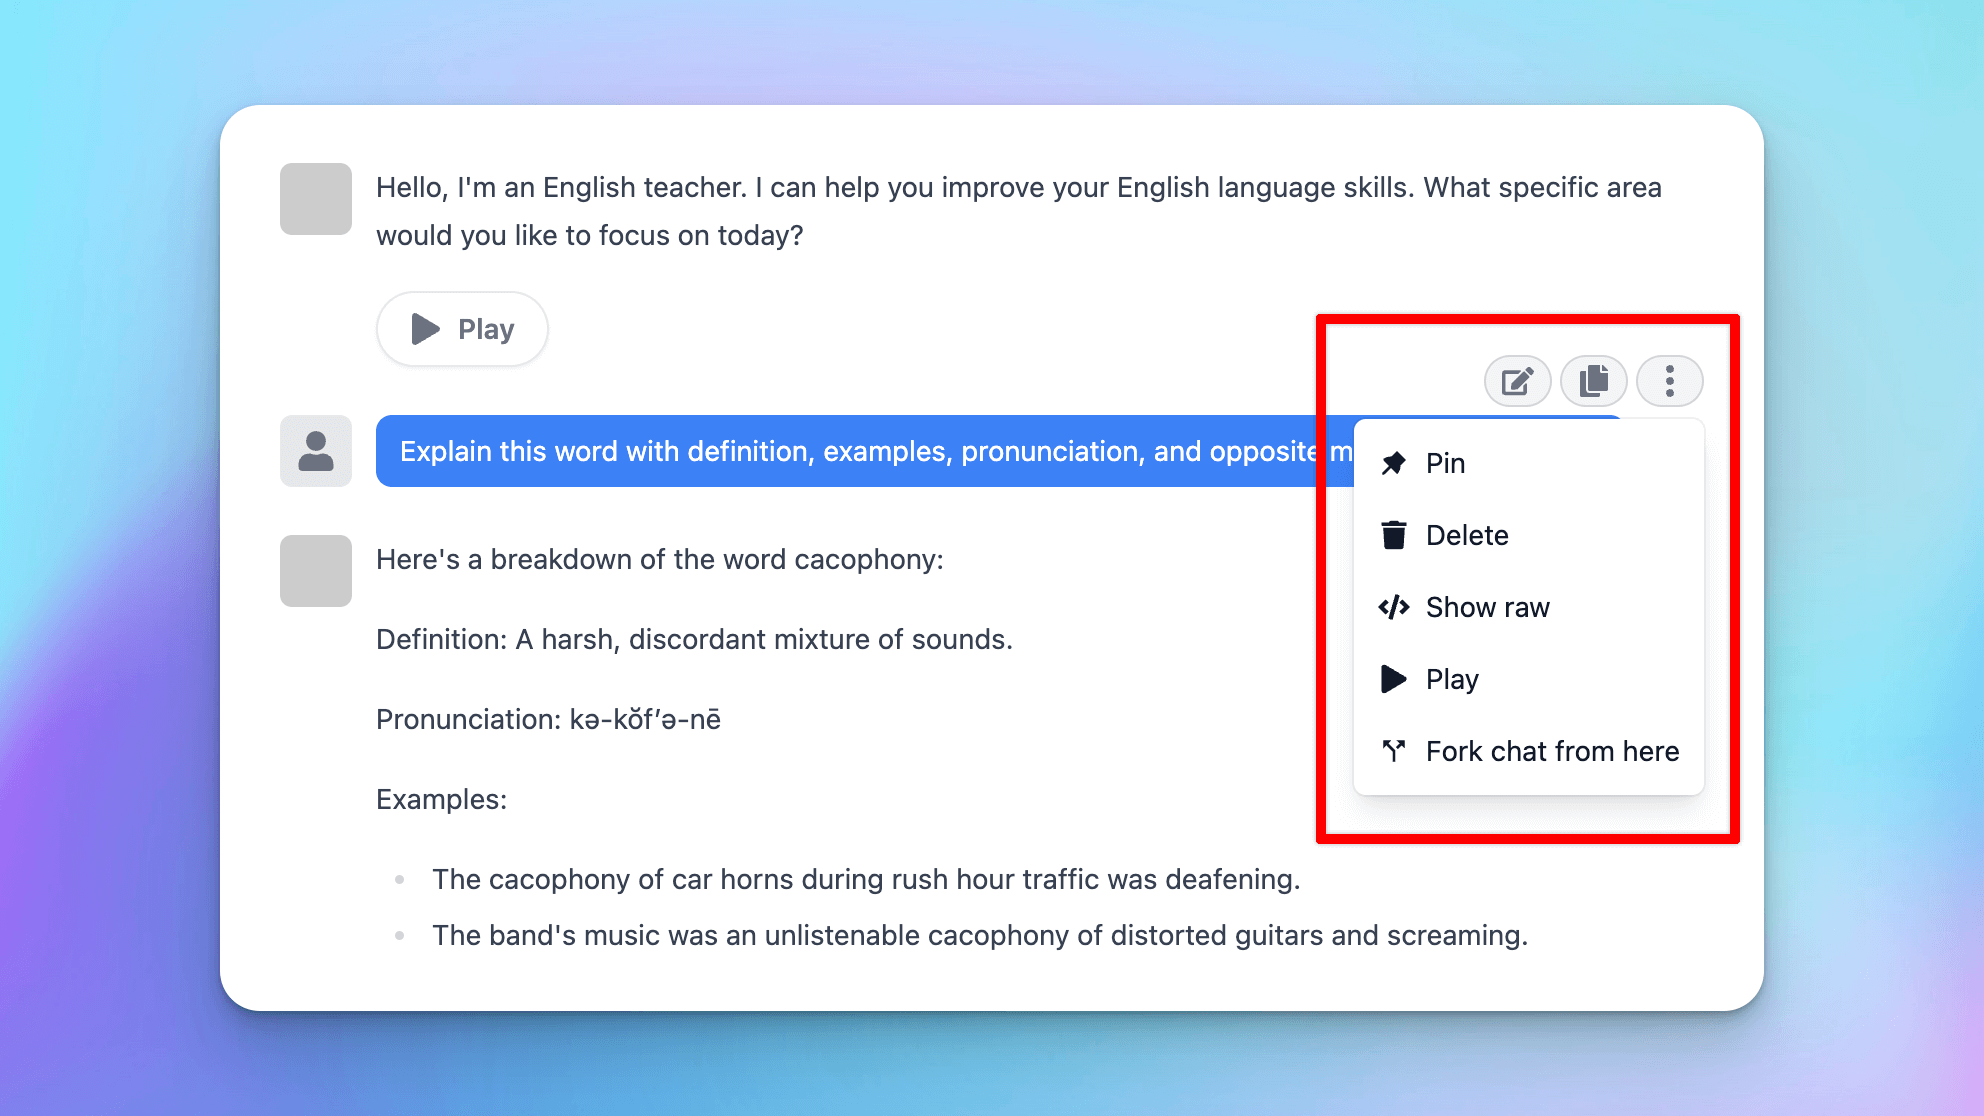 Hello, I'm an English teacher. I can help you improve your English language skills. What specific area
would you like to focus on today?
Play
Explain this word with definition, examples, pronunciation, and opposite
Pin
Delete
Show raw
Play
Fork chat from here
Here's a breakdown of the word cacophony:
Definition: A harsh, discordant mixture of sounds.
Pronunciation: kə-kŏf′ə-nē
Examples:
The cacophony of car horns during rush hour traffic was deafening.
The band's music was an unlistenable cacophony of distorted guitars and screaming.